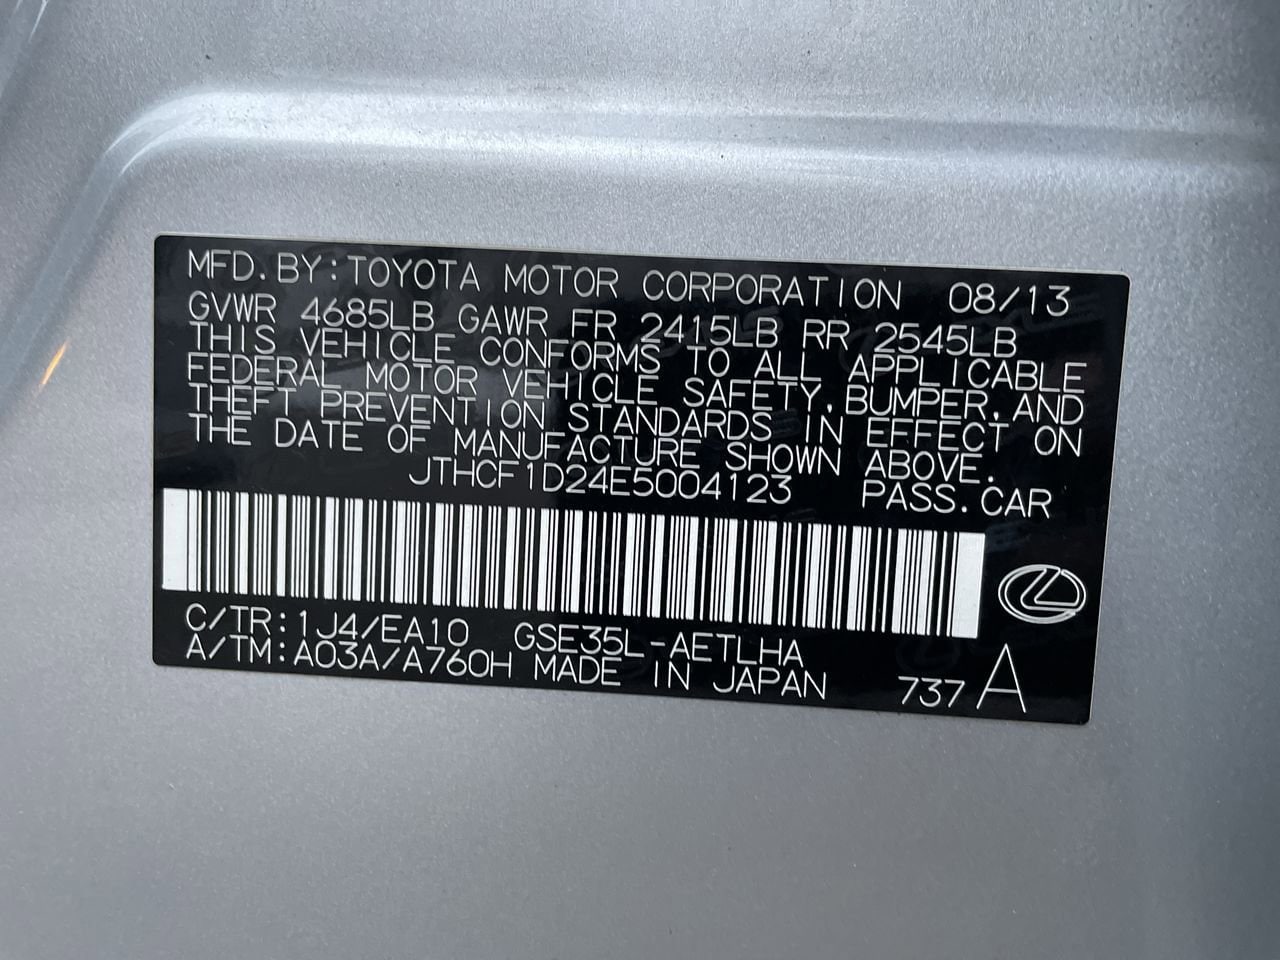 MFD. BY: TOYOTA MOTOR CORPORATION 08/13
GVWR 4685LB GAWR FR 2415LB RR 2545LB
THIS VEHICLE CONFORMS TO ALL APPLICABLE
FEDERAL MOTOR VEHICLE SAFETY, BUMPER, AND
THEFT PREVENTION STANDARDS IN EFFECT ON
THE DATE OF MANUFACTURE SHOWN ABOVE.
JTHCF1D24E5004123 PASS. CAR
C/TR: 1J4/EA10 GSE35L-AETLHA
A/TM: A03A/A760H MADE IN JAPAN 737 A